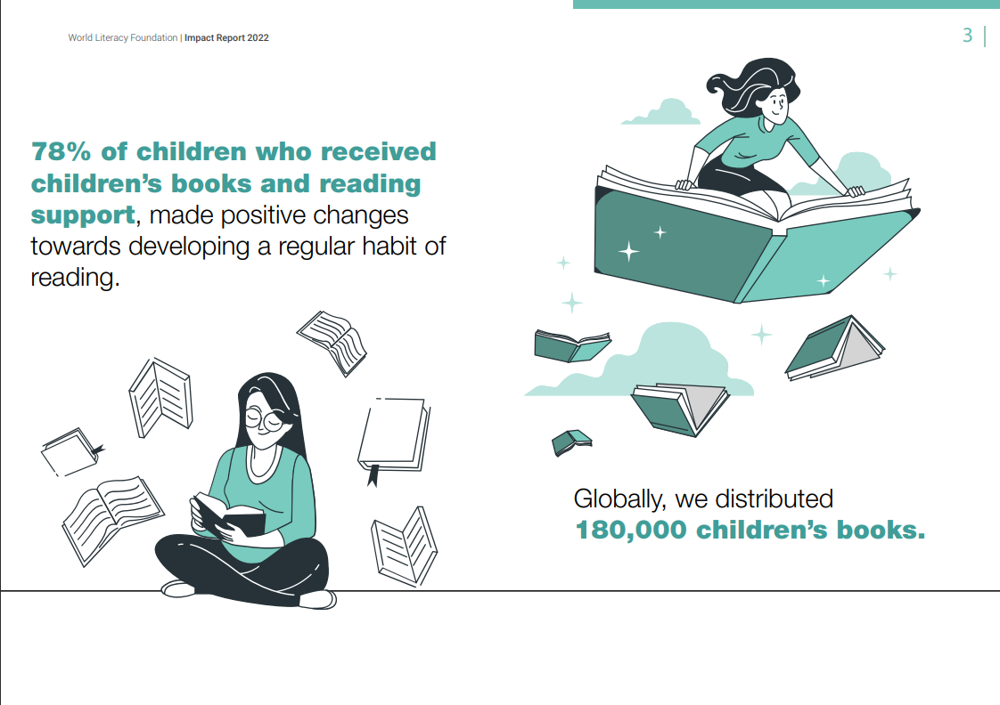 World Literacy Foundation | Impact Report 2022
3 |
78% of children who received
children's books and reading
support, made positive changes
towards developing a regular habit of
reading.
Globally, we distributed
180,000 children's books.